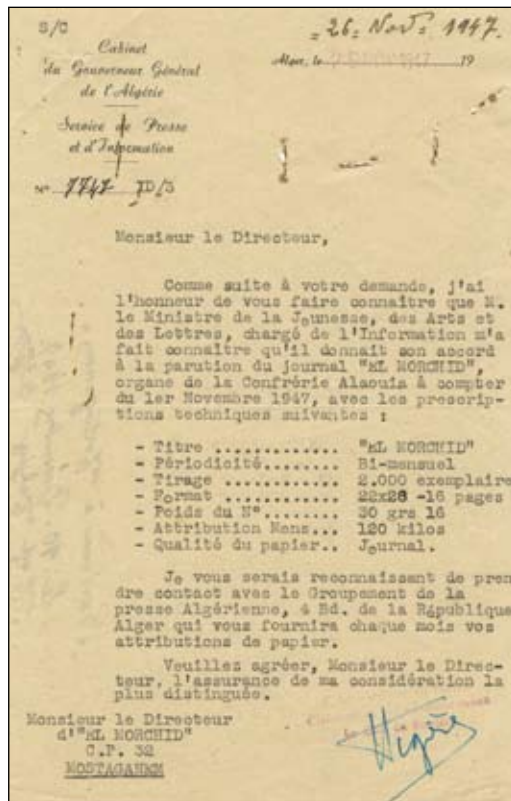 S/C
= 26 = Nov = 1947.
Cabinet
du Gouverneur Général
de l'Algérie
Alger, le 19
Service de Presse
et d'Information
N° 7747 ID/3
Monsieur le Directeur,
Comme suite à votre demande, j'ai
l'honneur de vous faire connaître que M.
le Ministre de la Jeunesse, des Arts et
des Lettres, chargé de l'Information m'a
fait connaître qu'il donnait son accord
à la parution du journal "EL MORCHID",
organe de la Confrérie Alaouia à compter
du 1er Novembre 1947, avec les prescrip-
tions techniques suivantes :
- Titre ............. "EL MORCHID"
- Périodicité........ Bi-mensuel
- Tirage ............ 2.000 exemplaire
- Format ............ 22x28 -16 pages
- Poids du N°........ 30 grs 16
- Attribution Mens... 120 kilos
- Qualité du papier.. Journal.
Je vous serais reconnaissant de pren
dre contact avec le Groupement de la
presse Algérienne, 4 Bd. de la République
Alger qui vous fournira chaque mois vos
attributions de papier.
Veuillez agréer, Monsieur le Direc-
teur, l'assurance de ma considération la
plus distinguée.
Monsieur le Directeur
d'"EL MORCHID"
C.P. 32
MOSTAGANEM